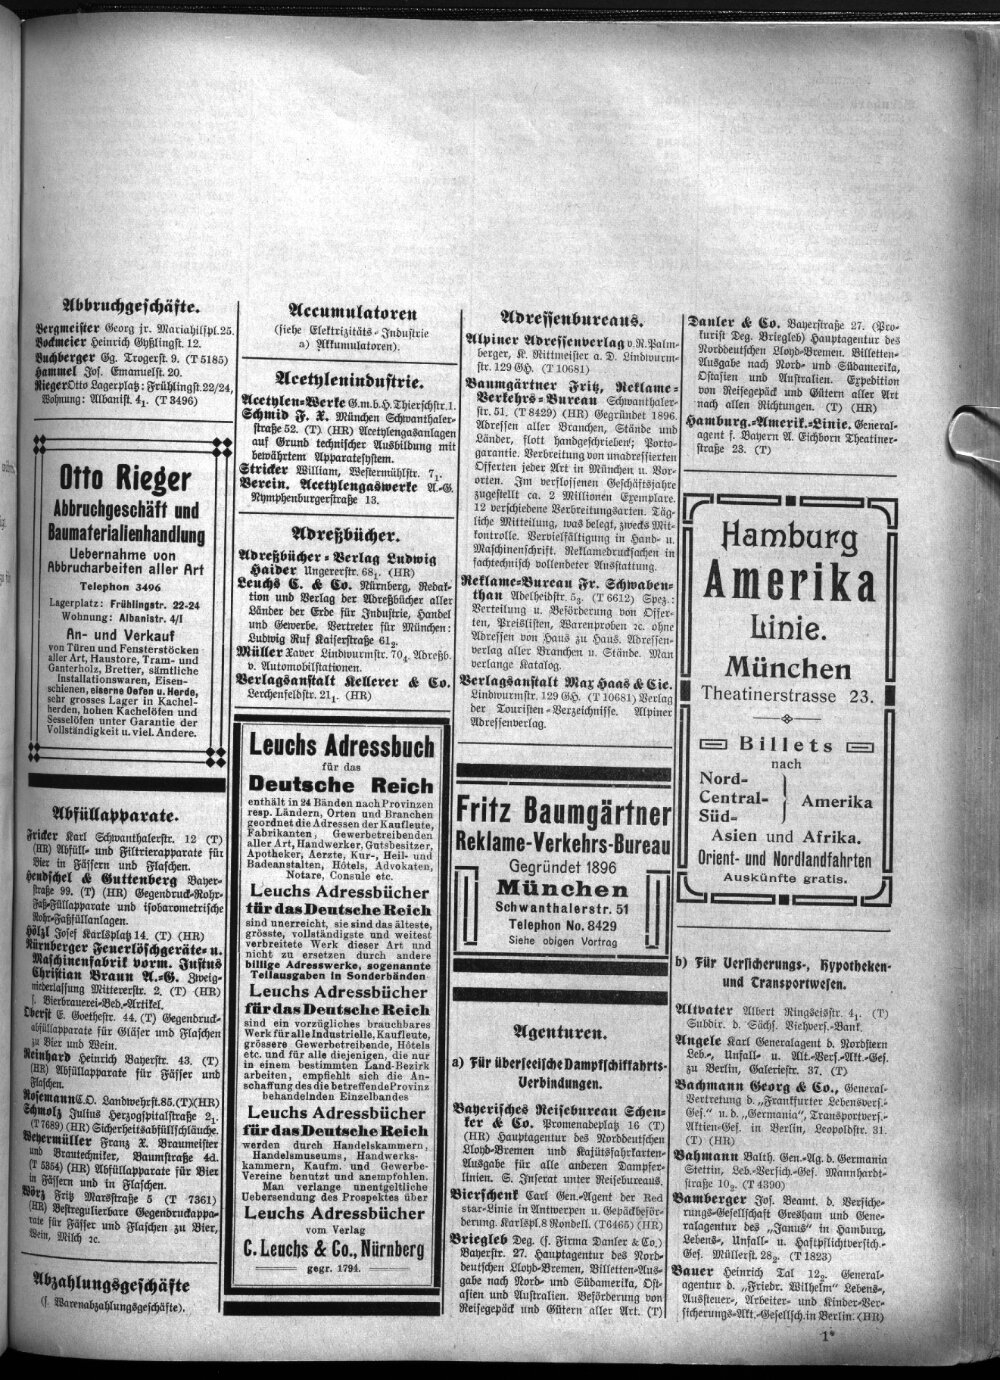 Abbruchgeschäfte.
Bergmeister Georg jr. Mariahilfpl. 25.
Bockmeier Heinrich Gyßlingst. 12.
Buchberger Gg. Trogerst. 9. (T 5185)
Hammel Jos. Emanuelst. 20.
Rieger Otto Lagerplatz: Frühlingst. 22/24,
Wohnung: Albanist. 4₁. (T 3496)
Otto Rieger
Abbruchgeschäft und
Baumaterialienhandlung
Uebernahme von
Abbrucharbeiten aller Art
Telephon 3496
Lagerplatz: Frühlingstr. 22-24
Wohnung: Albanistr. 4/I
An- und Verkauf
von Türen und Fensterstöcken
aller Art, Haustore, Tram- und
Ganterholz, Bretter, sämtliche
Installationswaren, Eisen-
schienen, eiserne Oefen u. Herde,
sehr grosses Lager in Kachel-
herden, hohen Kachelöfen und
Sesselöfen unter Garantie der
Vollständigkeit u. viel. Andere.
Abfüllapparate.
Fricker Karl Schwanthalerstr. 12 (T)
(HR) Abfüll- und Filtrierapparate für
Bier in Fässern und Flaschen.
Hendschel & Guttenberg Bayer-
straße 99. (T) (HR) Gegendruck-Rohr-
Faß-Füllapparate und isobarometrische
Rohr-Faßfüllanlagen.
Hölzl Josef Karlsplatz 14. (T) (HR)
Nürnberger Feuerlöschgeräte- u.
Maschinenfabrik vorm. Justus
Christian Braun A.-G. Zweig-
niederlassung Mittererstr. 2. (T) (HR)
s. Bierbrauerei-Bed.-Artikel.
Oberst E. Goethestr. 44. (T) Gegendruck-
abfüllapparate für Gläser und Flaschen
zu Bier und Wein.
Reinhard Heinrich Bayerstr. 43. (T)
(HR) Abfüllapparate für Fässer und
Flaschen.
Rosemann C. O. Landwehrst. 85. (T) (HR)
Schmolz Julius Herzogspitalstraße 2₁.
(T 7689) (HR) Sicherheitsabfüllschläuche.
Weyermüller Franz X. Braumeister
und Brautechniker, Baumstraße 4d.
(T 5854) (HR) Abfüllapparate für Bier
in Fässern und in Flaschen.
Wörz Fritz Marsstraße 5 (T 7361)
(HR) Bestregulierbare Gegendruckappa-
rate für Fässer und Flaschen zu Bier,
Wein, Milch ꝛc.
Abzahlungsgeschäfte
(s. Warenabzahlungsgeschäfte).
Accumulatoren
(siehe Elektrizitäts-Industrie
a) Akkumulatoren).
Acetylenindustrie.
Acetylen-Werke G.m.b.H. Thierschstr. 1.
Schmid F. X. München Schwanthaler-
straße 52. (T) (HR) Acetylengasanlagen
auf Grund technischer Ausbildung mit
bewährtem Apparatesystem.
Stricker William, Westermühlstr. 7₁.
Verein. Acetylengaswerke A.-G.
Nymphenburgerstraße 13.
Adreßbücher.
Adreßbücher-Verlag Ludwig
Haider Ungererstr. 68₁. (HR)
Leuchs C. & Co. Nürnberg, Redak-
tion und Verlag der Adreßbücher aller
Länder der Erde für Industrie, Handel
und Gewerbe. Vertreter für München:
Ludwig Ruf Kaiserstraße 61₂.
Müller Xaver Lindwurmstr. 70₄. Adreßb.
v. Automobilstationen.
Verlagsanstalt Kellerer & Co.
Lerchenfeldstr. 21₁. (HR)
Leuchs Adressbuch
für das
Deutsche Reich
enthält in 24 Bänden nach Provinzen
resp. Ländern, Orten und Branchen
geordnet die Adressen der Kaufleute,
Fabrikanten, Gewerbetreibenden
aller Art, Handwerker, Gutsbesitzer,
Apotheker, Aerzte, Kur-, Heil- und
Badeanstalten, Hôtels, Advokaten,
Notare, Consule etc.
Leuchs Adressbücher
für das Deutsche Reich
sind unerreicht, sie sind das älteste,
grösste, vollständigste und weitest
verbreitete Werk dieser Art und
nicht zu ersetzen durch andere
billige Adresswerke, sogenannte
Teilausgaben in Sonderbänden
Leuchs Adressbücher
für das Deutsche Reich
sind ein vorzügliches brauchbares
Werk für alle Industrielle, Kaufleute,
grössere Gewerbetreibende, Hôtels
etc. und für alle diejenigen, die nur
in einem bestimmten Land-Bezirk
arbeiten, empfiehlt sich die An-
schaffung des die betreffende Provinz
behandelnden Einzelbandes
Leuchs Adressbücher
für das Deutsche Reich
werden durch Handelskammern,
Handelsmuseums, Handwerks-
kammern, Kaufm. und Gewerbe-
Vereine benutzt und anempfohlen.
Man verlange unentgeltliche
Uebersendung des Prospektes über
Leuchs Adressbücher
vom Verlag
C. Leuchs & Co., Nürnberg
gegr. 1794.
Adressenbureaus.
Alpiner Adressenverlag v. R. Palm-
berger, K. Rittmeister a. D. Lindwurm-
str. 129 GH. (T 10681)
Baumgärtner Fritz, Reklame-
Verkehrs-Bureau Schwanthaler-
str. 51. (T 8429) (HR) Gegründet 1896.
Adressen aller Branchen, Stände und
Länder, flott handgeschrieben; Porto-
garantie. Verbreitung von unadressierten
Offerten jeder Art in München u. Vor-
orten. Im verflossenen Geschäftsjahre
zugestellt ca. 2 Millionen Exemplare.
12 verschiedene Verbreitungsarten. Täg-
liche Mitteilung, was belegt, zwecks Mit-
kontrolle. Vervielfältigung in Hand- u.
Maschinenschrift. Reklamedrucksachen in
fachtechnisch vollendeter Ausstattung.
Reklame-Bureau Fr. Schwaben-
than Adelheidstr. 5₃. (T 6612) Spez.:
Verteilung u. Beförderung von Offer-
ten, Preislisten, Warenproben ꝛc. ohne
Adressen von Haus zu Haus. Adressen-
verlag aller Branchen u. Stände. Man
verlange Katalog.
Verlagsanstalt Max Haas & Cie.
Lindwurmstr. 129 GH. (T 10681) Verlag
der Touristen-Verzeichnisse. Alpiner
Adressenverlag.
Fritz Baumgärtner
Reklame-Verkehrs-Bureau
Gegründet 1896
München
Schwanthalerstr. 51
Telephon No. 8429
Siehe obigen Vortrag
Agenturen.
a) Für überseeische Dampfschiffahrts-
Verbindungen.
Bayerisches Reisebureau Schen-
ker & Co. Promenadeplatz 16 (T)
(HR) Hauptagentur des Norddeutschen
Lloyd-Bremen und Kajütsfahrkarten-
Ausgabe für alle anderen Dampfer-
linien. S. Inserat unter Reisebureaus.
Bierschenk Carl Gen.-Agent der Red
star-Linie in Antwerpen u. Gepäckbeför-
derung. Karlspl. 8 Rondell. (T 6465) (HR)
Briegleb Deg. (s. Firma Danler & Co.)
Bayerstr. 27. Hauptagentur des Nord-
deutschen Lloyd-Bremen, Billetten-Aus-
gabe nach Nord- und Südamerika, Ost-
asien und Australien. Beförderung von
Reisegepäck und Gütern aller Art. (T)
Danler & Co. Bayerstraße 27. (Pro-
kurist Deg. Briegleb) Hauptagentur des
Norddeutschen Lloyd-Bremen. Billetten-
Ausgabe nach Nord- und Südamerika,
Ostasien und Australien. Expedition
von Reisegepäck und Gütern aller Art
nach allen Richtungen. (T) (HR)
Hamburg.-Amerik.-Linie. General-
agent f. Bayern A. Eichborn Theatiner-
straße 23. (T)
Hamburg
Amerika
Linie.
München
Theatinerstrasse 23.
Billets
nach
Nord-
Central-
Süd-
Amerika
Asien und Afrika.
Orient- und Nordlandfahrten
Auskünfte gratis.
b) Für Versicherungs-, Hypotheken-
und Transportwesen.
Altvater Albert Ringseisstr. 4₁. (T)
Subdir. d. Sächs. Viehvers.-Bank.
Angele Karl Generalagent d. Nordstern
Leb.-, Unfall- u. Alt.-Vers.-Akt.-Ges.
zu Berlin, Galeriestr. 37. (T)
Bachmann Georg & Co., General-
Vertretung d. „Frankfurter Lebensvers.-
Ges.“ u. d. „Germania“, Transportvers.-
Aktien-Ges. in Berlin, Leopoldstr. 31.
(T) (HR)
Bahmann Balth. Gen.-Ag. d. Germania
Stettin, Leb.-Versich.-Ges. Mannhardt-
straße 10₂. (T 4390)
Bamberger Jos. Beamt. d. Versiche-
rungs-Gesellschaft Gresham und Gene-
ralagentur des „Janus“ in Hamburg,
Lebens-, Unfall- u. Haftpflichtversich.-
Ges. Müllerst. 28₂. (T 1823)
Bauer Heinrich Tal 12₂. General-
agentur d. „Friedr. Wilhelm“ Lebens-,
Aussteuer-, Arbeiter- und Kinder-Ver-
sicherungs-Akt.-Gesellsch. in Berlin. (HR)
1*